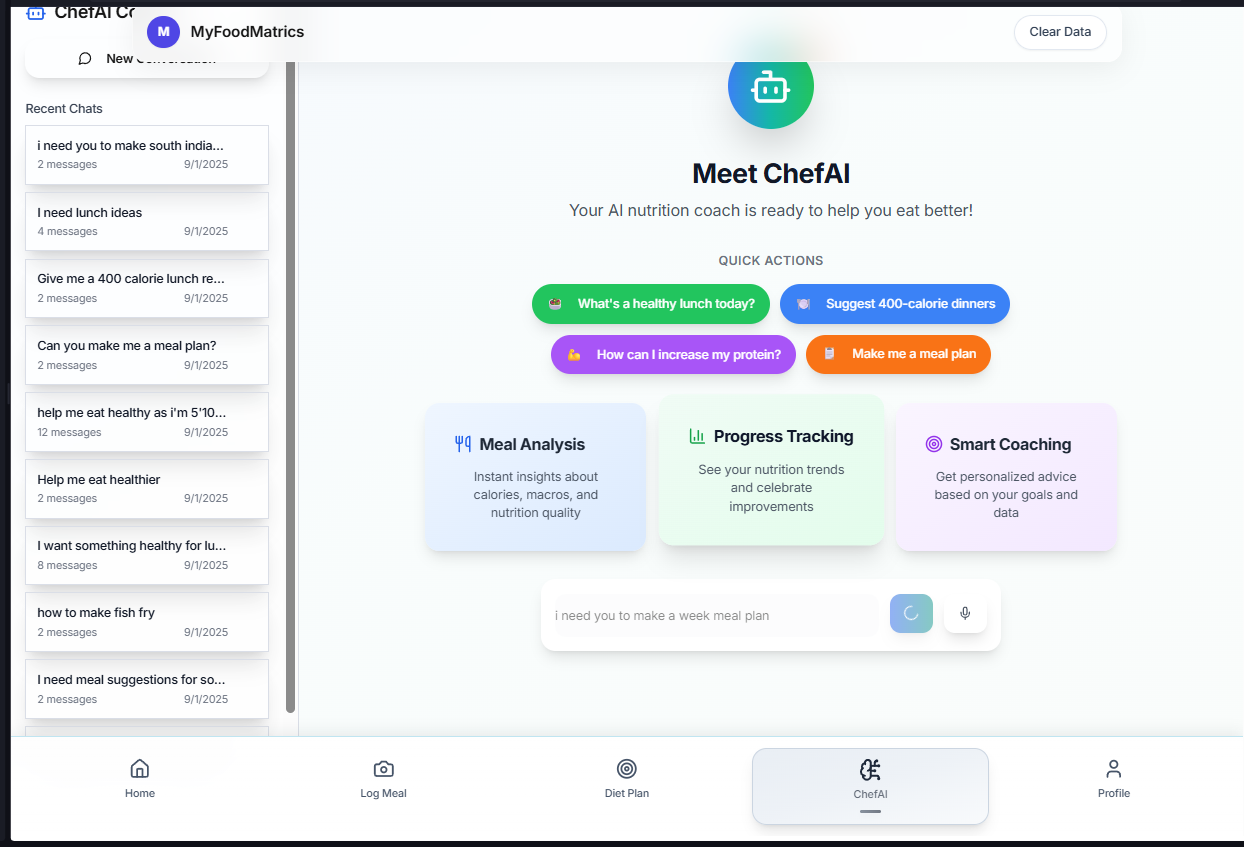 ChefAI Co
M
MyFoodMatrics
Clear Data
New Conversation
Recent Chats
i need you to make south india...
2 messages
9/1/2025
I need lunch ideas
4 messages
9/1/2025
Give me a 400 calorie lunch re...
2 messages
9/1/2025
Can you make me a meal plan?
2 messages
9/1/2025
help me eat healthy as i'm 5'10...
12 messages
9/1/2025
Help me eat healthier
2 messages
9/1/2025
I want something healthy for lu...
8 messages
9/1/2025
how to make fish fry
2 messages
9/1/2025
I need meal suggestions for so...
2 messages
9/1/2025
Meet ChefAI
Your AI nutrition coach is ready to help you eat better!
QUICK ACTIONS
What's a healthy lunch today?
Suggest 400-calorie dinners
How can I increase my protein?
Make me a meal plan
Meal Analysis
Instant insights about
calories, macros, and
nutrition quality
Progress Tracking
See your nutrition trends
and celebrate
improvements
Smart Coaching
Get personalized advice
based on your goals and
data
i need you to make a week meal plan
Home
Log Meal
Diet Plan
ChefAI
Profile